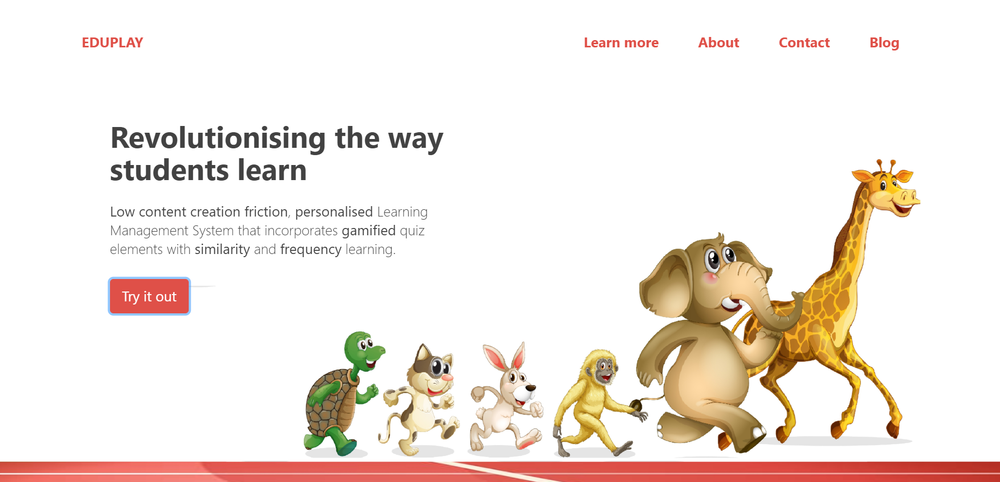 EDUPLAY
Learn more
About
Contact
Blog
Revolutionising the way
students learn
Low content creation friction, personalised Learning
Management System that incorporates gamified quiz
elements with similarity and frequency learning.
Try it out